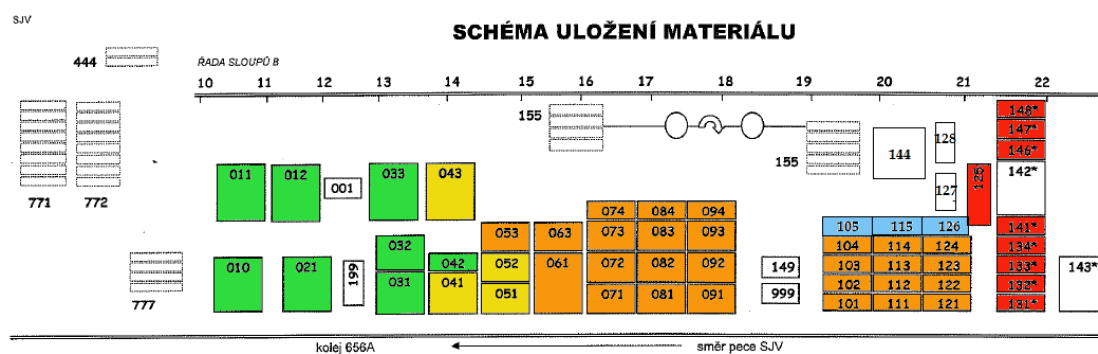 SJV
SCHÉMA ULOŽENÍ MATERIÁLU
444
ŘADA SLOUPŮ B
10 11 12 13 14 15 16 17 18 19 20 21 22
155
148*
147*
128
144
146*
155
011 012 001 033 043
125
142*
127
771 772
074 084 094
105 115 126
141*
053 063 073 083 093
032
104 114 124
134*
010 021 199 042 052 061 072 082 092 149
103 113 123
133*
143*
031 041 051 071 081 091 999
102 112 122
132*
777
101 111 121
131*
kolej 656A
směr pece SJV